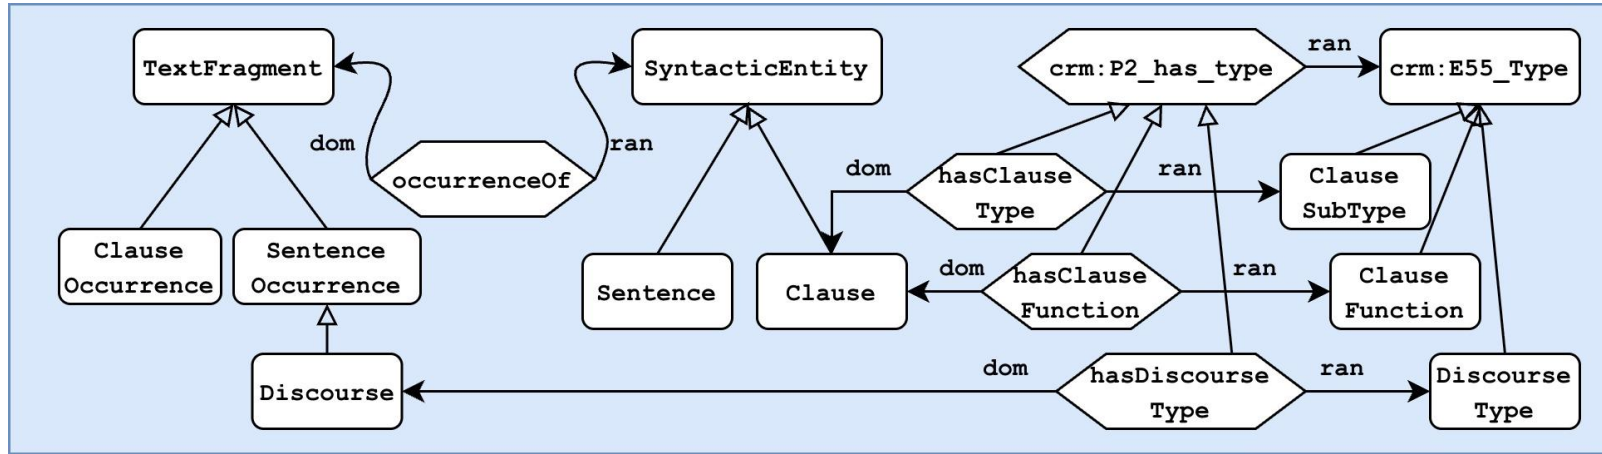 TextFragment
SyntacticEntity
crm:P2_has_type
ran
crm:E55_Type
dom
occurrenceOf
ran
dom
hasClause
Type
ran
Clause
SubType
Clause
Occurrence
Sentence
Occurrence
Sentence
Clause
dom
hasClause
Function
ran
Clause
Function
Discourse
dom
hasDiscourse
Type
ran
Discourse
Type